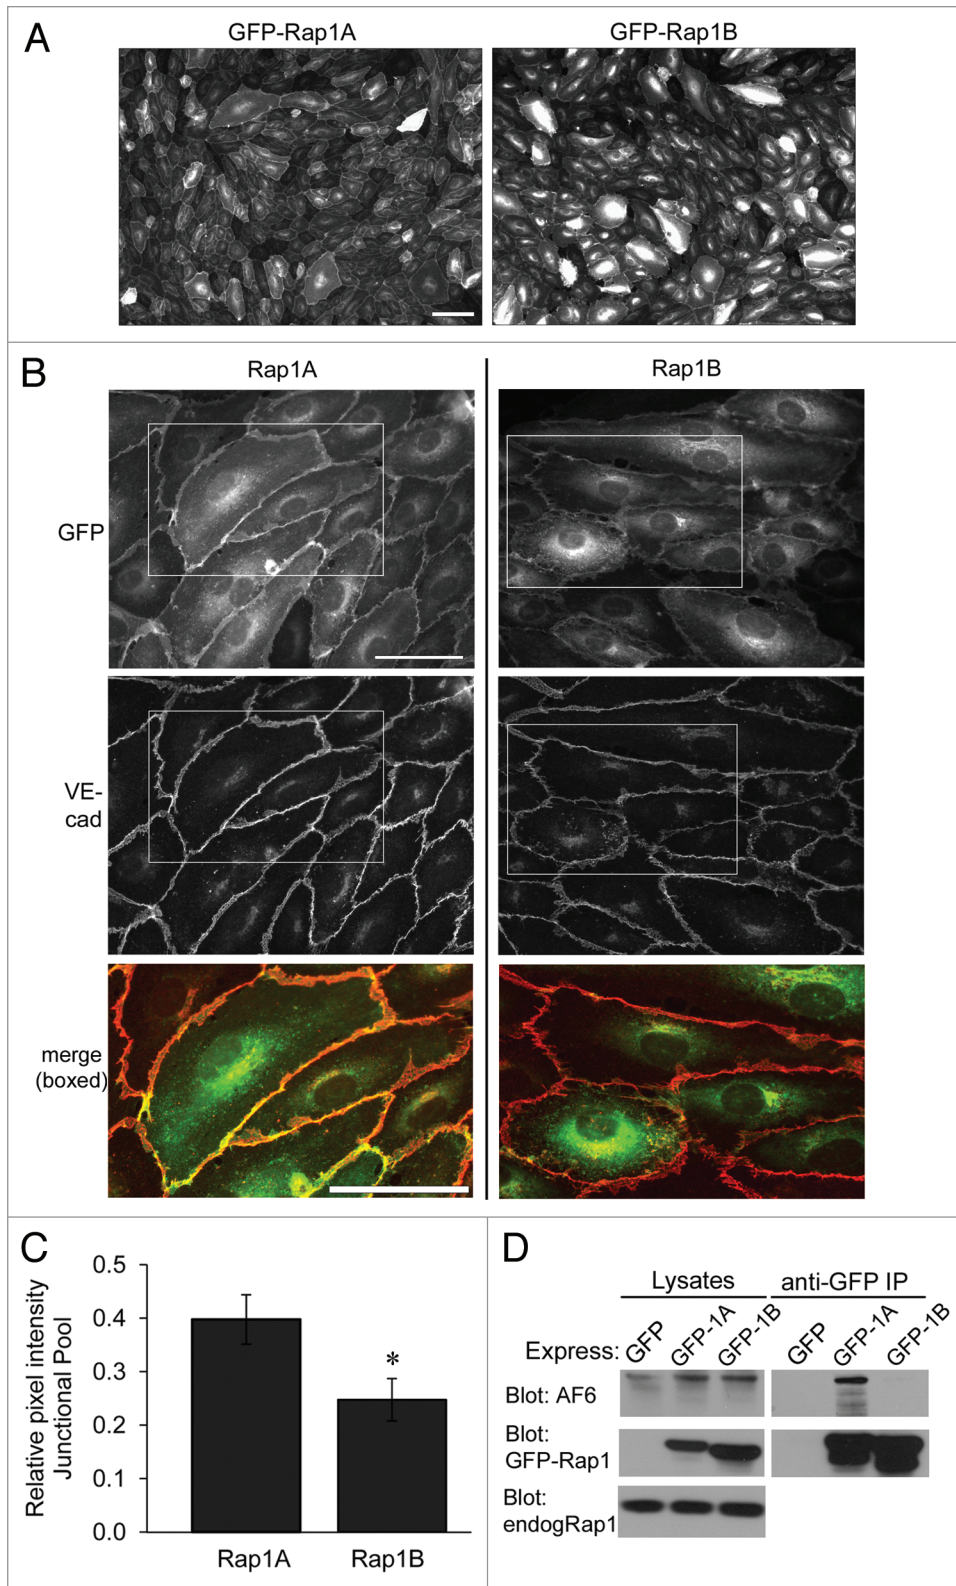 A
GFP-Rap1A
GFP-Rap1B
B
Rap1A
Rap1B
GFP
VE-
cad
merge
(boxed)
C
Relative pixel intensity
Junctional Pool
0.5
0.4
0.3
0.2
0.1
0.0
*
Rap1A
Rap1B
D
Lysates
anti-GFP IP
Express: GFP GFP-1A GFP-1B GFP GFP-1A GFP-1B
Blot: AF6
Blot:
GFP-Rap1
Blot:
endogRap1